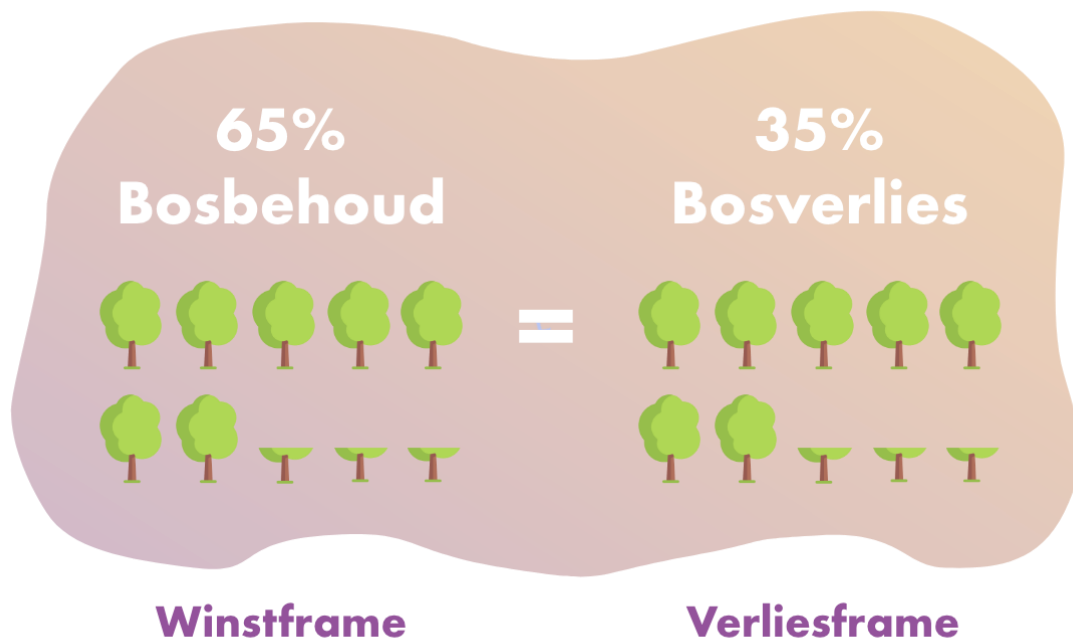 65%
Bosbehoud
35%
Bosverlies
=
Winstframe
Verliesframe